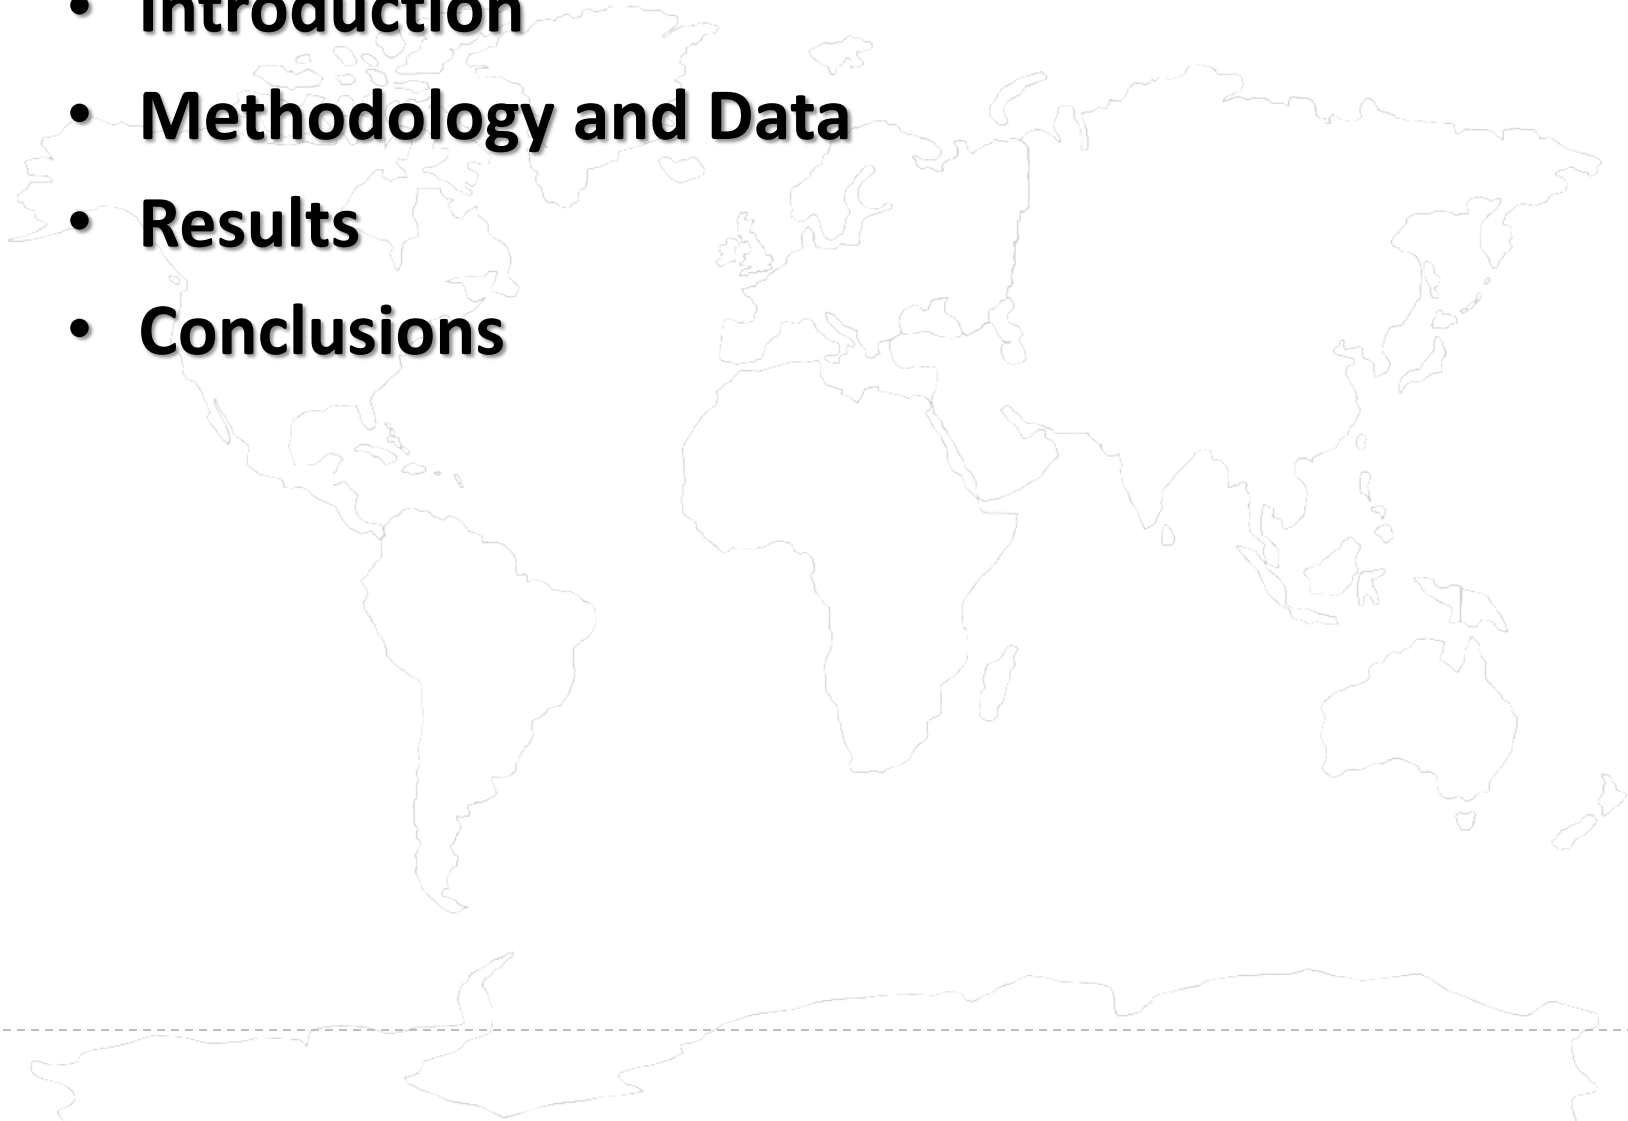 • Introduction
• Methodology and Data
• Results
• Conclusions